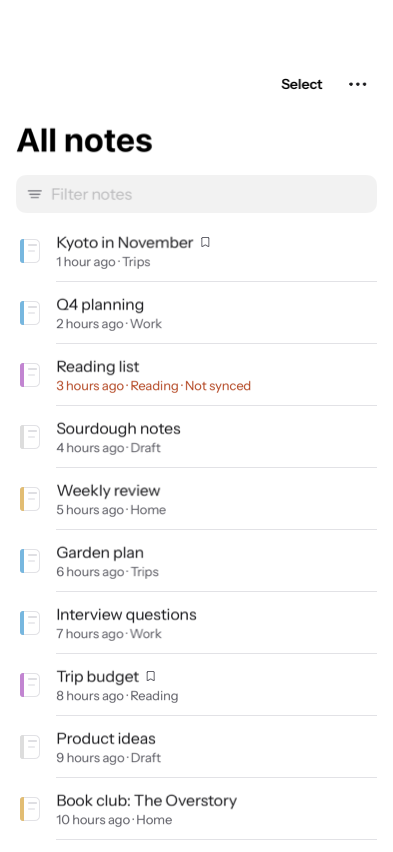 Select
All notes
Filter notes
Kyoto in November
1 hour ago · Trips
Q4 planning
2 hours ago · Work
Reading list
3 hours ago · Reading · Not synced
Sourdough notes
4 hours ago · Draft
Weekly review
5 hours ago · Home
Garden plan
6 hours ago · Trips
Interview questions
7 hours ago · Work
Trip budget
8 hours ago · Reading
Product ideas
9 hours ago · Draft
Book club: The Overstory
10 hours ago · Home